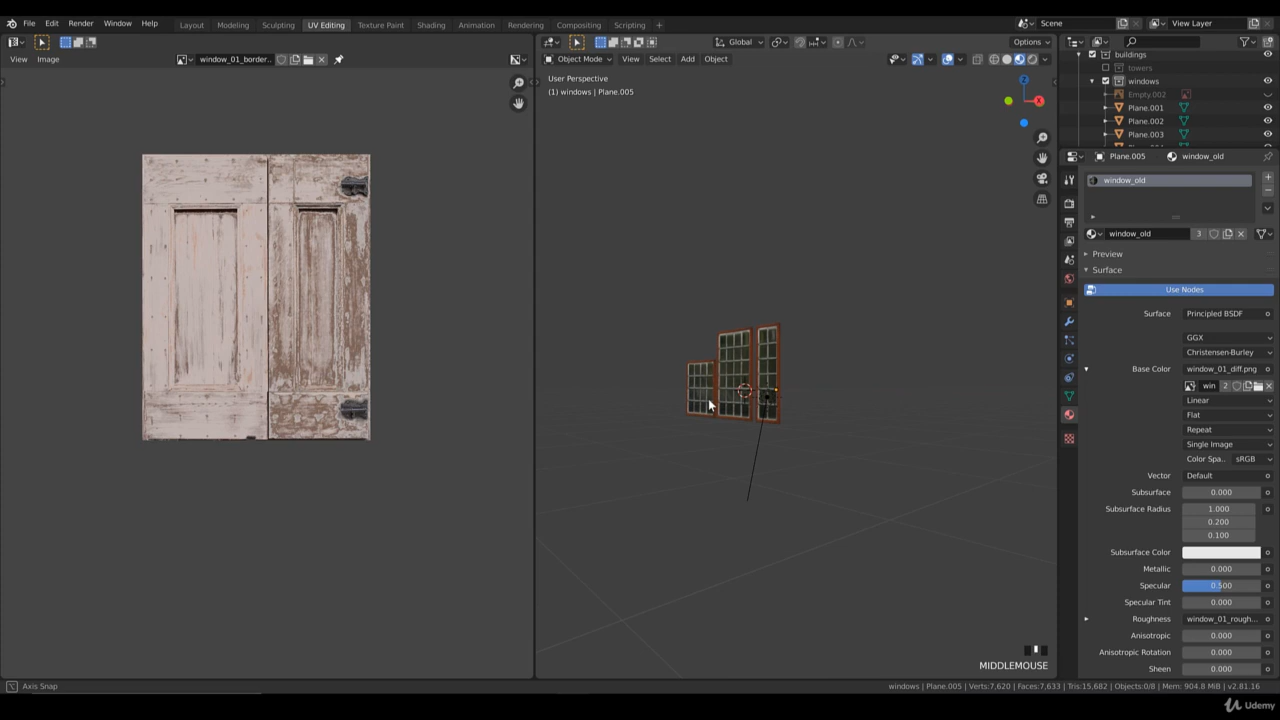 File Edit Render Window Help Layout Modeling Sculpting UV Editing Texture Paint Shading Animation Rendering Compositing Scripting + Scene View Layer
window_01_border.. Global Options
View Image Object Mode View Select Add Object
buildings
towers
windows
Empty.002
Plane.001
Plane.002
Plane.003
User Perspective
(1) windows | Plane.005
Z
X
Plane.005 window_old
window_old
window_old 3
Preview
Surface
Use Nodes
Surface Principled BSDF
GGX
Christensen-Burley
Base Color window_01_diff.png
win 2
Linear
Flat
Repeat
Single Image
Color Spa.. sRGB
Vector Default
Subsurface 0.000
Subsurface Radius 1.000
0.200
0.100
Subsurface Color
Metallic 0.000
Specular 0.500
Specular Tint 0.000
Roughness window_01_rough...
Anisotropic 0.000
Anisotropic Rotation 0.000
Sheen 0.000
MIDDLEMOUSE
Axis Snap windows | Plane.005 | Verts:7,620 | Faces:7,633 | Tris:15,682 | Objects:0/8 | Mem: 904.8 MiB | v2.81.16
Udemy